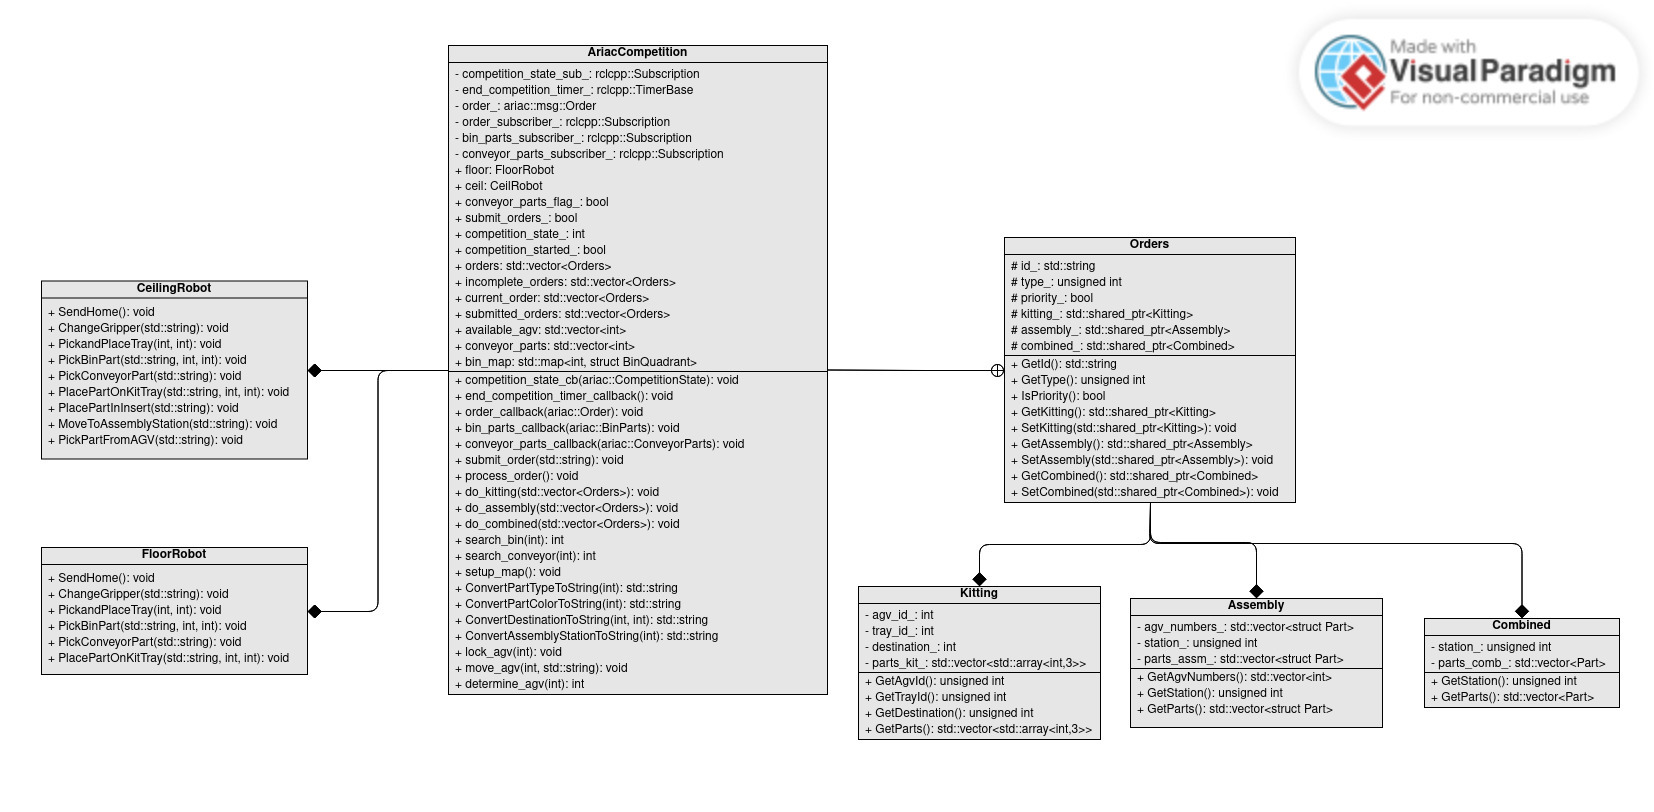 Made with
Visual Paradigm
For non-commercial use
AriacCompetition
- competition_state_sub_: rclcpp::Subscription
- end_competition_timer_: rclcpp::TimerBase
- order_: ariac::msg::Order
- order_subscriber_: rclcpp::Subscription
- bin_parts_subscriber_: rclcpp::Subscription
- conveyor_parts_subscriber_: rclcpp::Subscription
+ floor: FloorRobot
+ ceil: CeilRobot
+ conveyor_parts_flag_: bool
+ submit_orders_: bool
+ competition_state_: int
+ competition_started_: bool
+ orders: std::vector<Orders>
+ incomplete_orders: std::vector<Orders>
+ current_order: std::vector<Orders>
+ submitted_orders: std::vector<Orders>
+ available_agv: std::vector<int>
+ conveyor_parts: std::vector<int>
+ bin_map: std::map<int, struct BinQuadrant>
+ competition_state_cb(ariac::CompetitionState): void
+ end_competition_timer_callback(): void
+ order_callback(ariac::Order): void
+ bin_parts_callback(ariac::BinParts): void
+ conveyor_parts_callback(ariac::ConveyorParts): void
+ submit_order(std::string): void
+ process_order(): void
+ do_kitting(std::vector<Orders>): void
+ do_assembly(std::vector<Orders>): void
+ do_combined(std::vector<Orders>): void
+ search_bin(int): int
+ search_conveyor(int): int
+ setup_map(): void
+ ConvertPartTypeToString(int): std::string
+ ConvertPartColorToString(int): std::string
+ ConvertDestinationToString(int, int): std::string
+ ConvertAssemblyStationToString(int): std::string
+ lock_agv(int): void
+ move_agv(int, std::string): void
+ determine_agv(int): int
CeilingRobot
+ SendHome(): void
+ ChangeGripper(std::string): void
+ PickandPlaceTray(int, int): void
+ PickBinPart(std::string, int, int): void
+ PickConveyorPart(std::string): void
+ PlacePartOnKitTray(std::string, int, int): void
+ PlacePartInInsert(std::string): void
+ MoveToAssemblyStation(std::string): void
+ PickPartFromAGV(std::string): void
FloorRobot
+ SendHome(): void
+ ChangeGripper(std::string): void
+ PickandPlaceTray(int, int): void
+ PickBinPart(std::string, int, int): void
+ PickConveyorPart(std::string): void
+ PlacePartOnKitTray(std::string, int, int): void
Orders
# id_: std::string
# type_: unsigned int
# priority_: bool
# kitting_: std::shared_ptr<Kitting>
# assembly_: std::shared_ptr<Assembly>
# combined_: std::shared_ptr<Combined>
+ GetId(): std::string
+ GetType(): unsigned int
+ IsPriority(): bool
+ GetKitting(): std::shared_ptr<Kitting>
+ SetKitting(std::shared_ptr<Kitting>): void
+ GetAssembly(): std::shared_ptr<Assembly>
+ SetAssembly(std::shared_ptr<Assembly>): void
+ GetCombined(): std::shared_ptr<Combined>
+ SetCombined(std::shared_ptr<Combined>): void
Kitting
- agv_id_: int
- tray_id_: int
- destination_: int
- parts_kit_: std::vector<std::array<int,3>>
+ GetAgvId(): unsigned int
+ GetTrayId(): unsigned int
+ GetDestination(): unsigned int
+ GetParts(): std::vector<std::array<int,3>>
Assembly
- agv_numbers_: std::vector<struct Part>
- station_: unsigned int
- parts_assm_: std::vector<struct Part>
+ GetAgvNumbers(): std::vector<int>
+ GetStation(): unsigned int
+ GetParts(): std::vector<struct Part>
Combined
- station_: unsigned int
- parts_comb_: std::vector<Part>
+ GetStation(): unsigned int
+ GetParts(): std::vector<Part>